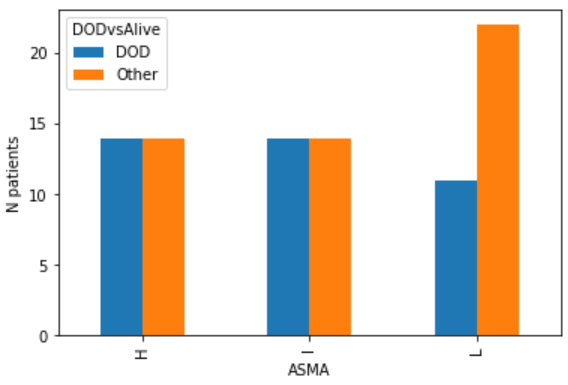 DODvsAlive
DOD
Other
N patients
20
15
10
5
0
H
I
L
ASMA